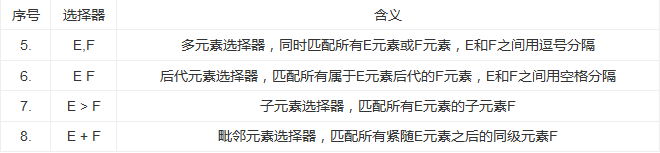 序号 选择器 含义
5. E,F 多元素选择器，同时匹配所有E元素或F元素，E和F之间用逗号分隔
6. E F 后代元素选择器，匹配所有属于E元素后代的F元素，E和F之间用空格分隔
7. E > F 子元素选择器，匹配所有E元素的子元素F
8. E + F 毗邻元素选择器，匹配所有紧随E元素之后的同级元素F